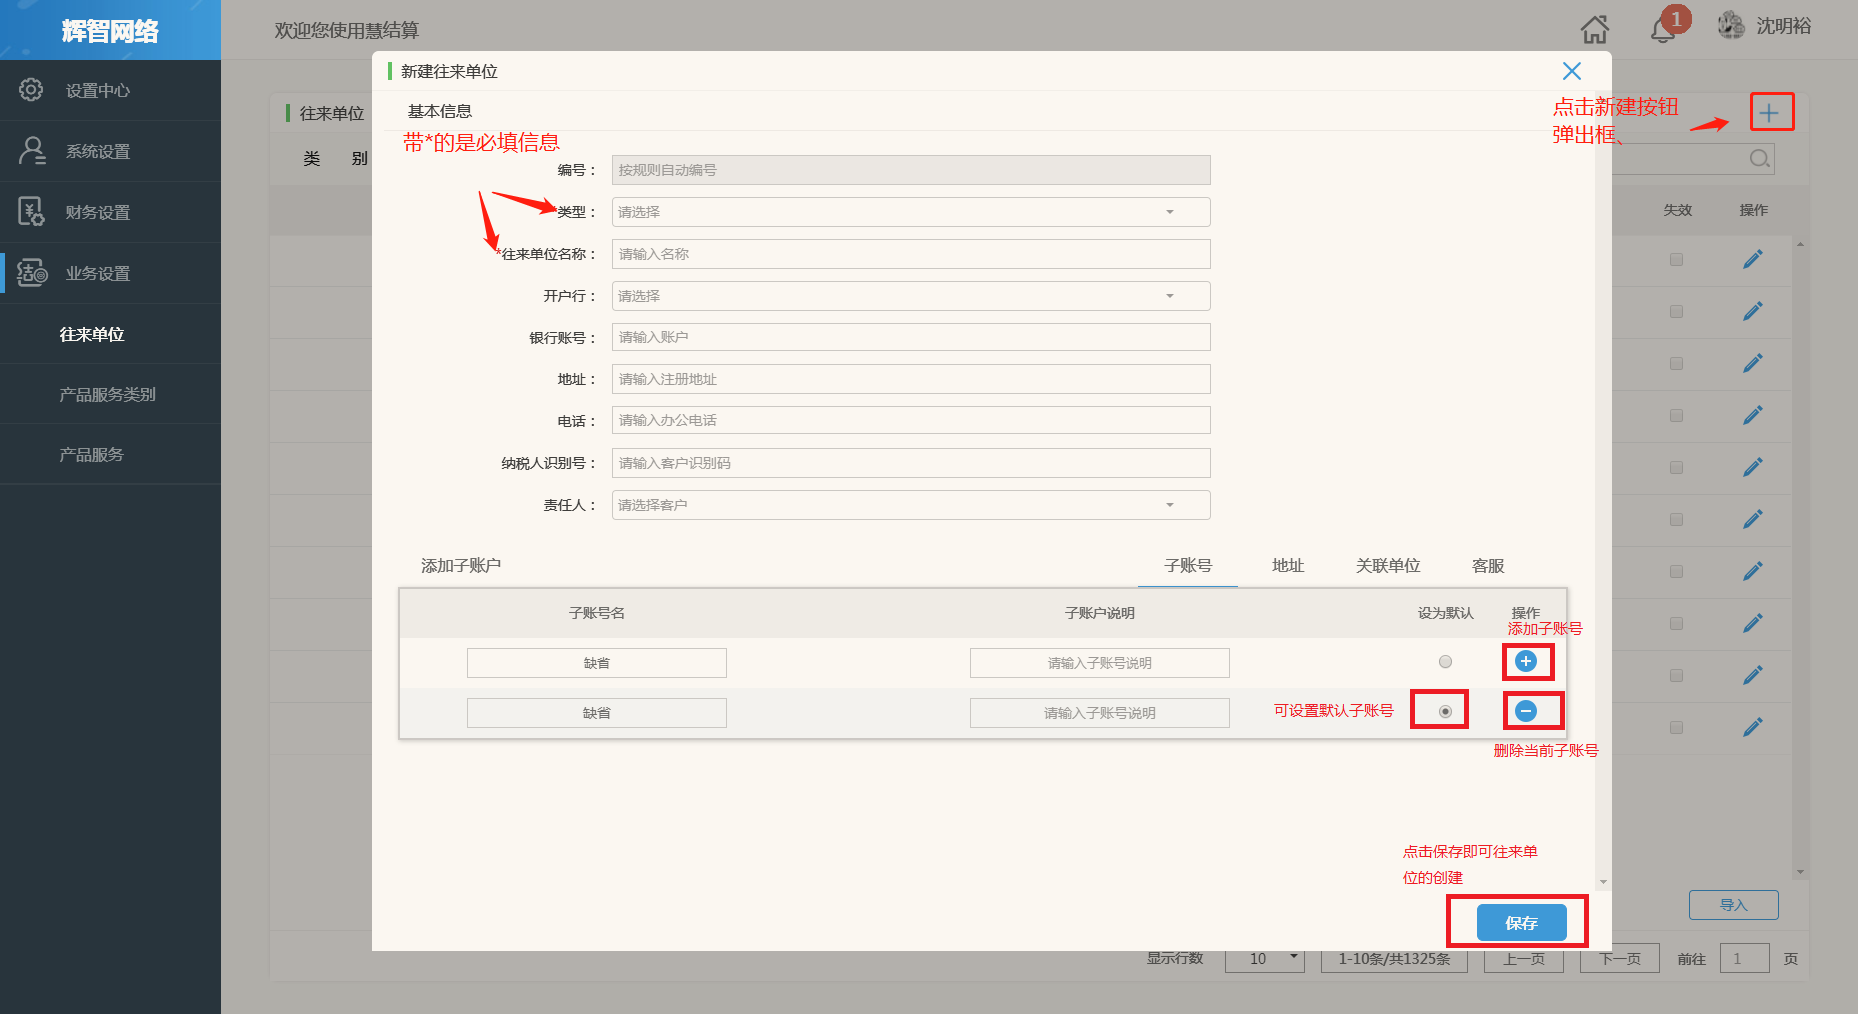 辉智网络
欢迎您使用慧结算
1
沈明裕
设置中心
系统设置
财务设置
业务设置
往来单位
产品服务类别
产品服务
往来单位
类 别
新建往来单位
基本信息
带*的是必填信息
点击新建按钮
弹出框、
编号：
按规则自动编号
*类型：
请选择
*往来单位名称：
请输入名称
开户行：
请选择
银行账号：
请输入账户
地址：
请输入注册地址
电话：
请输入办公电话
纳税人识别号：
请输入客户识别码
责任人：
请选择客户
失效 操作
添加子账户
子账号 地址 关联单位 客服
子账号名 子账户说明 设为默认 操作
添加子账号
缺省 请输入子账号说明
缺省 请输入子账号说明
可设置默认子账号
删除当前子账号
点击保存即可往来单
位的创建
保存
导入
显示行数 10 1-10条/共1325条 上一页 下一页 前往 1 页